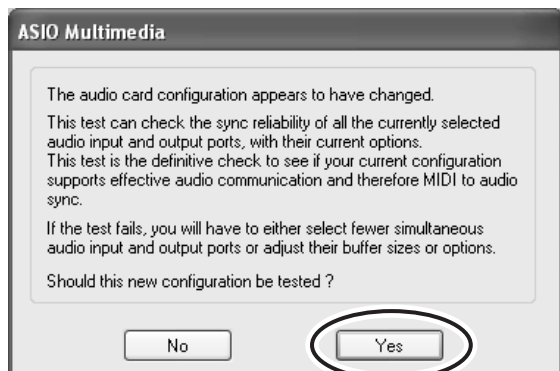 ASIO Multimedia
The audio card configuration appears to have changed.
This test can check the sync reliability of all the currently selected
audio input and output ports, with their current options.
This test is the definitive check to see if your current configuration
supports effective audio communication and therefore MIDI to audio
sync.
If the test fails, you will have to either select fewer simultaneous
audio input and output ports or adjust their buffer sizes or options.
Should this new configuration be tested ?
No
Yes